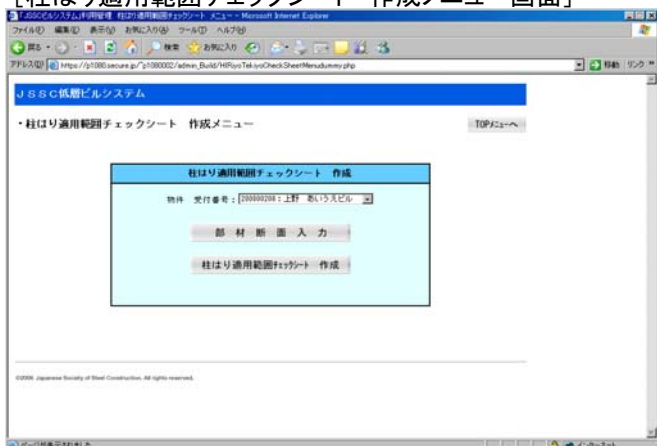 [柱はり適用範囲チェックシート 作成メニュー画面]
「JSSCビルシステム」利用管理 柱はり適用範囲チェックシート メニュー - Microsoft Internet Explorer
ファイル(F) 編集(E) 表示(V) お気に入り(A) ツール(T) ヘルプ(H)
戻る 検索 お気に入り
アドレス(D) 移動 リンク »
JSSC低層ビルシステム
・柱はり適用範囲チェックシート 作成メニュー
TOPメニューへ
柱はり適用範囲チェックシート 作成
物件 受付番号:200000208:上野 あいうえビル
部 材 断 面 入 力
柱はり適用範囲チェックシート 作成
©2006 Japanese Society of Steel Construction. All rights reserved.
ページが表示されました
インターネット